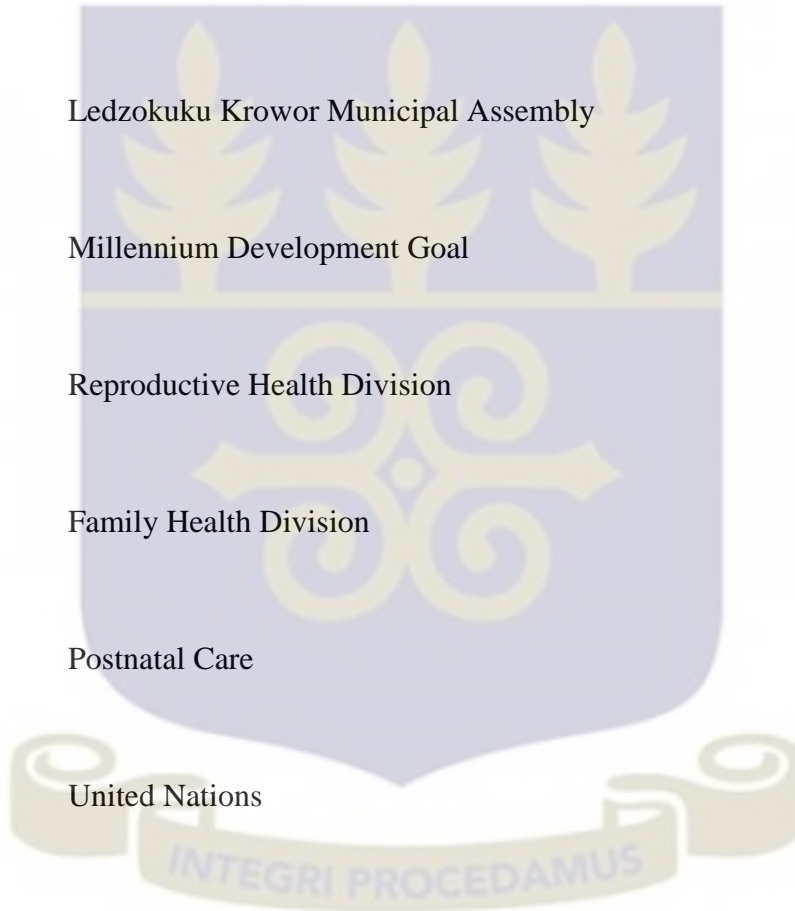 Ledzokuku Krowor Municipal Assembly
Millennium Development Goal
Reproductive Health Division
Family Health Division
Postnatal Care
United Nations
INTEGRI PROCEDAMUS